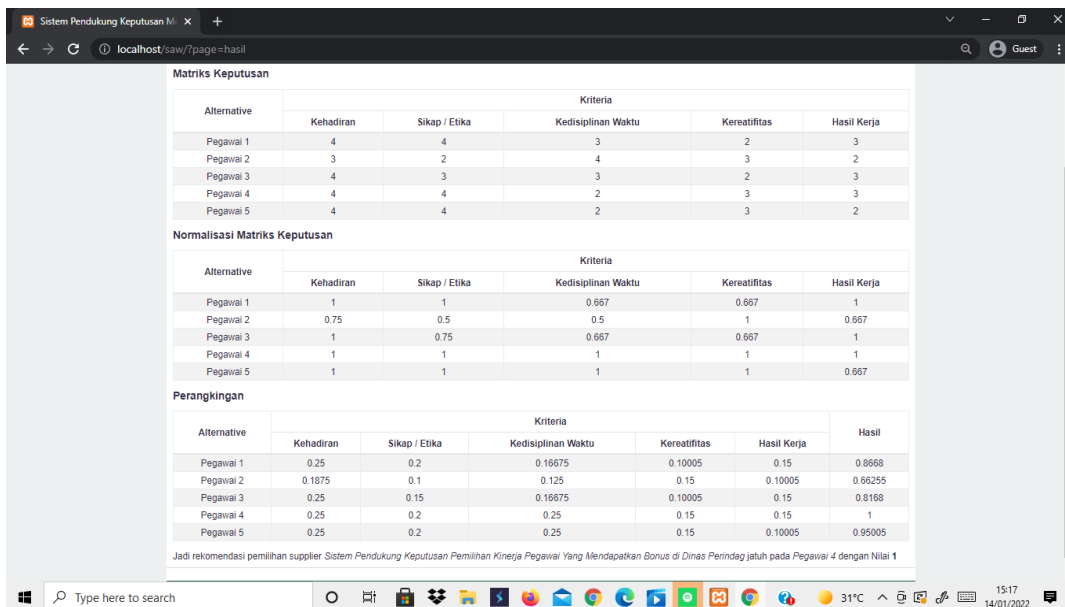 Sistem Pendukung Keputusan M
localhost/saw/?page=hasil
Guest
Matriks Keputusan
Alternative Kriteria
Kehadiran Sikap / Etika Kedisiplinan Waktu Kereatifitas Hasil Kerja
Pegawai 1 4 4 3 2 3
Pegawai 2 3 2 4 3 2
Pegawai 3 4 3 3 2 3
Pegawai 4 4 4 2 3 3
Pegawai 5 4 4 2 3 2
Normalisasi Matriks Keputusan
Alternative Kriteria
Kehadiran Sikap / Etika Kedisiplinan Waktu Kereatifitas Hasil Kerja
Pegawai 1 1 1 0.667 0.667 1
Pegawai 2 0.75 0.5 0.5 1 0.667
Pegawai 3 1 0.75 0.667 0.667 1
Pegawai 4 1 1 1 1 1
Pegawai 5 1 1 1 1 0.667
Perangkingan
Alternative Kriteria Hasil
Kehadiran Sikap / Etika Kedisiplinan Waktu Kereatifitas Hasil Kerja
Pegawai 1 0.25 0.2 0.16675 0.10005 0.15 0.8668
Pegawai 2 0.1875 0.1 0.125 0.15 0.10005 0.66255
Pegawai 3 0.25 0.15 0.16675 0.10005 0.15 0.8168
Pegawai 4 0.25 0.2 0.25 0.15 0.15 1
Pegawai 5 0.25 0.2 0.25 0.15 0.10005 0.95005
Jadi rekomendasi pemilihan supplier Sistem Pendukung Keputusan Pemilihan Kinerja Pegawai Yang Mendapatkan Bonus di Dinas Perindag jatuh pada Pegawai 4 dengan Nilai 1
Type here to search
31°C
15:17
14/01/2022